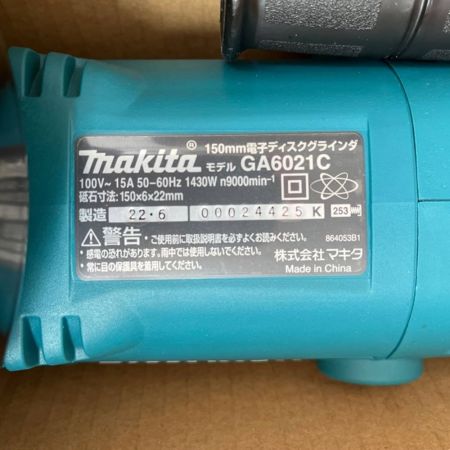 150mm電子ディスクグラインダ
makita® モデル GA6021C
100V~ 15A 50-60Hz 1430W n9000min⁻¹
砥石寸法:150x6x22mm
製造 22.6 00024425 K 253
⚠警告・ご使用前に取扱説明書を必ずよくお読みください。
・感電の恐れがあります。雨中では使用しないでください。
・常に目の保護具を着用してください。
864053B1
株式会社マキタ
Made in China